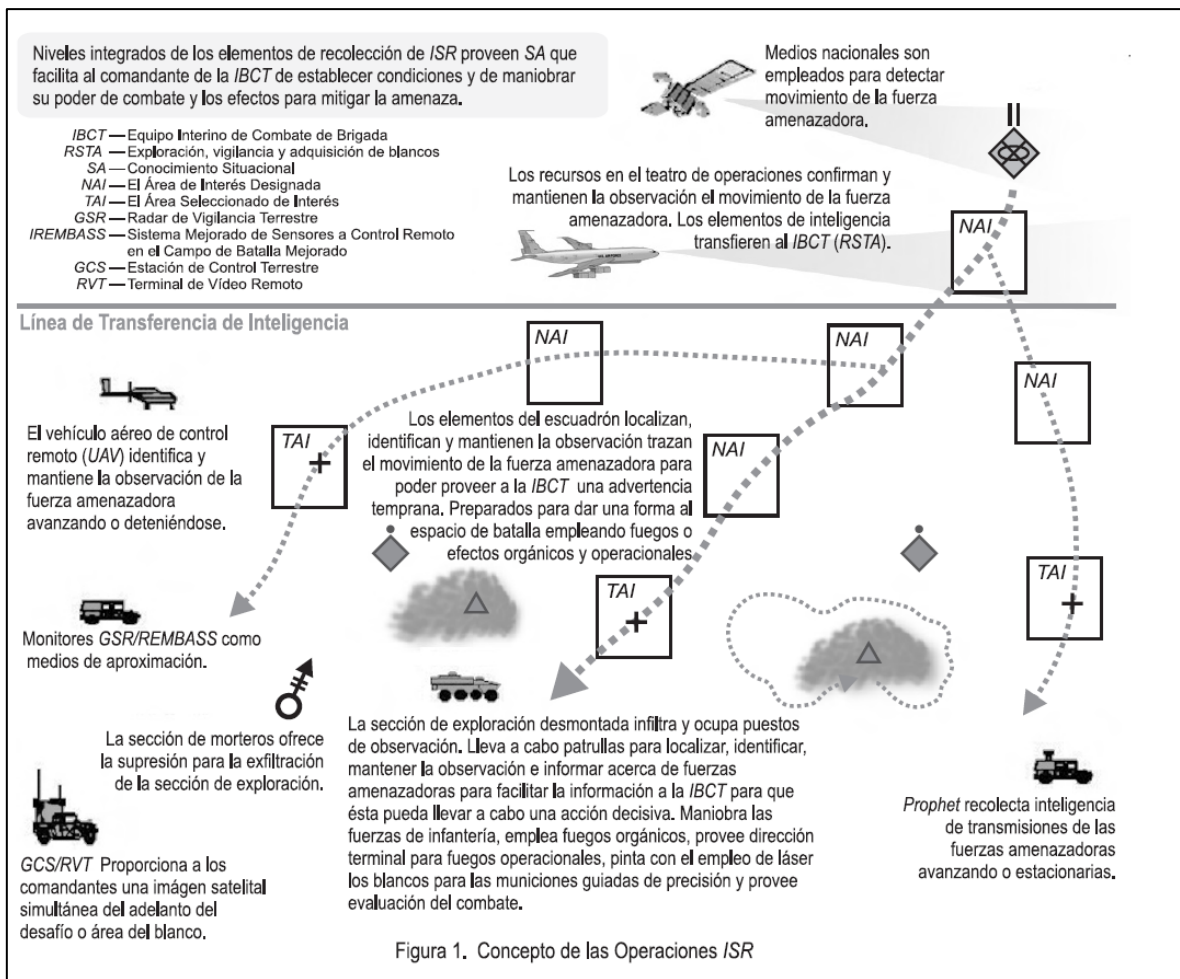 Niveles integrados de los elementos de recolección de ISR proveen SA que
facilita al comandante de la IBCT de establecer condiciones y de maniobrar
su poder de combate y los efectos para mitigar la amenaza.
IBCT — Equipo Interino de Combate de Brigada
RSTA — Exploración, vigilancia y adquisición de blancos
SA — Conocimiento Situacional
NAI — El Área de Interés Designada
TAI — El Área Seleccionado de Interés
GSR — Radar de Vigilancia Terrestre
IREMBASS — Sistema Mejorado de Sensores a Control Remoto
en el Campo de Batalla Mejorado
GCS — Estación de Control Terrestre
RVT — Terminal de Vídeo Remoto
Medios nacionales son
empleados para detectar
movimiento de la fuerza
amenazadora.
Los recursos en el teatro de operaciones confirman y
mantienen la observación el movimiento de la fuerza
amenazadora. Los elementos de inteligencia
transfieren al IBCT (RSTA).
NAI
Línea de Transferencia de Inteligencia
NAI
NAI
NAI
El vehículo aéreo de control
remoto (UAV) identifica y
mantiene la observación de la
fuerza amenazadora
avanzando o deteniéndose.
TAI
Los elementos del escuadrón localizan,
identifican y mantienen la observación trazan
el movimiento de la fuerza amenazadora para
poder proveer a la IBCT una advertencia
temprana. Preparados para dar una forma al
espacio de batalla empleando fuegos o
efectos orgánicos y operacionales
NAI
TAI
TAI
Monitores GSR/REMBASS como
medios de aproximación.
La sección de morteros ofrece
la supresión para la exfiltración
de la sección de exploración.
GCS/RVT Proporciona a los
comandantes una imágen satelital
simultánea del adelanto del
desafío o área del blanco.
La sección de exploración desmontada infiltra y ocupa puestos
de observación. Lleva a cabo patrullas para localizar, identificar,
mantener la observación e informar acerca de fuerzas
amenazadoras para facilitar la información a la IBCT para que
ésta pueda llevar a cabo una acción decisiva. Maniobra las
fuerzas de infantería, emplea fuegos orgánicos, provee dirección
terminal para fuegos operacionales, pinta con el empleo de láser
los blancos para las municiones guiadas de precisión y provee
evaluación del combate.
Prophet recolecta inteligencia
de transmisiones de las
fuerzas amenazadoras
avanzando o estacionarias.
Figura 1. Concepto de las Operaciones ISR